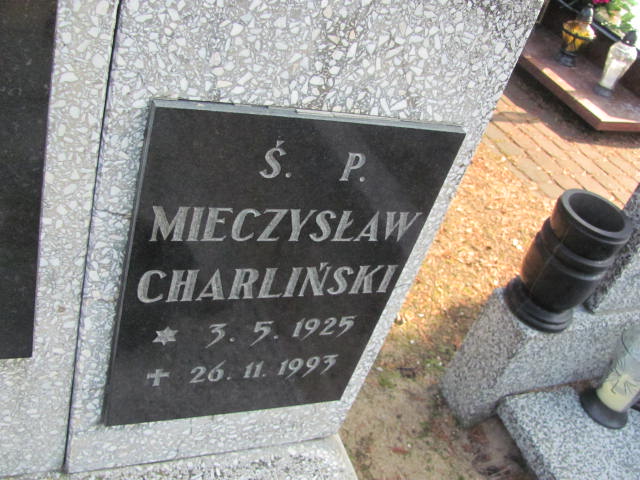 Ś. P.
MIECZYSŁAW
CHARLIŃSKI
3. 5. 1925
26. 11. 1993